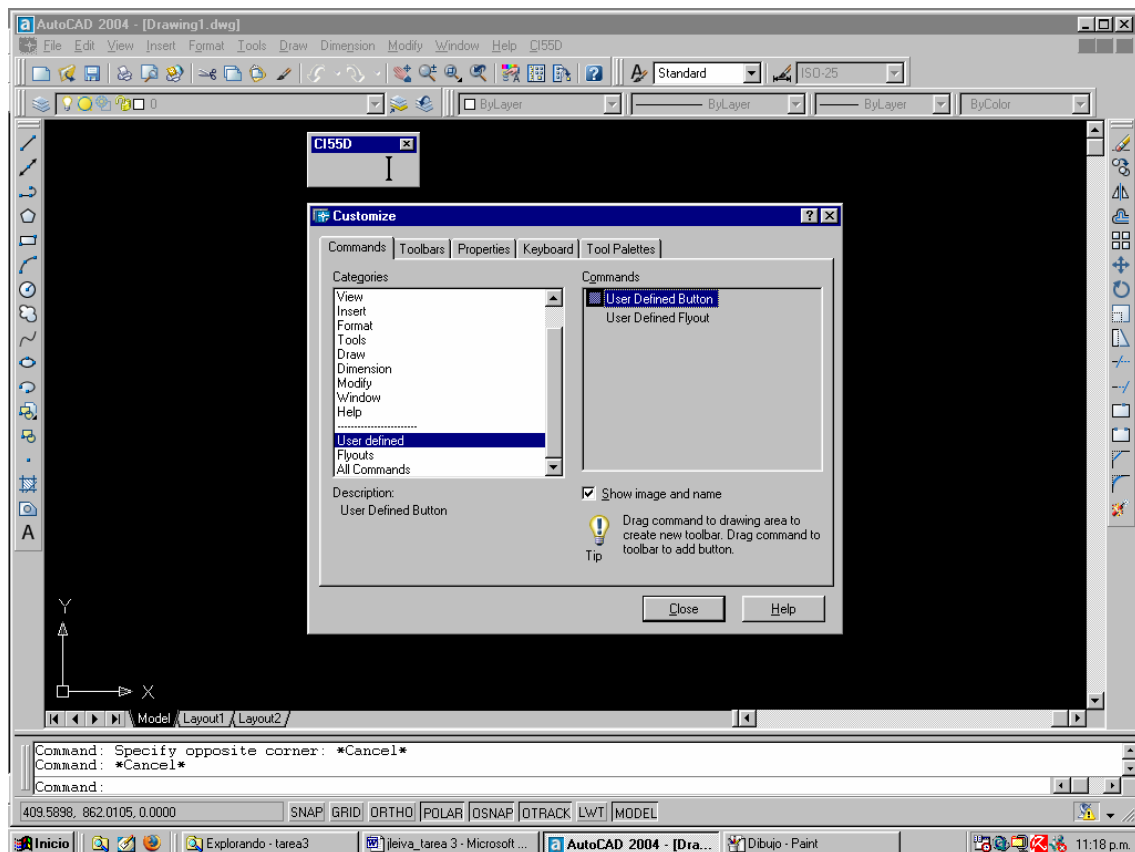 AutoCAD 2004 - [Drawing1.dwg]
File Edit View Insert Format Tools Draw Dimension Modify Window Help CI55D
Standard ISO-25
0 ByLayer ByLayer ByLayer ByColor
CI55D
Customize
Commands Toolbars Properties Keyboard Tool Palettes
Categories Commands
View
Insert
Format
Tools
Draw
Dimension
Modify
Window
Help
-----------------------
User defined
Flyouts
All Commands
User Defined Button
User Defined Flyout
Description:
User Defined Button
Show image and name
Tip
Drag command to drawing area to
create new toolbar. Drag command to
toolbar to add button.
Close Help
A
Y
X
Model Layout1 Layout2
Command: Specify opposite corner: *Cancel*
Command: *Cancel*
Command:
409.5898, 862.0105, 0.0000 SNAP GRID ORTHO POLAR OSNAP OTRACK LWT MODEL
Inicio Explorando - tarea3 jleiva_tarea 3 - Microsoft ... AutoCAD 2004 - [Dra... Dibujo - Paint 11:18 p.m.